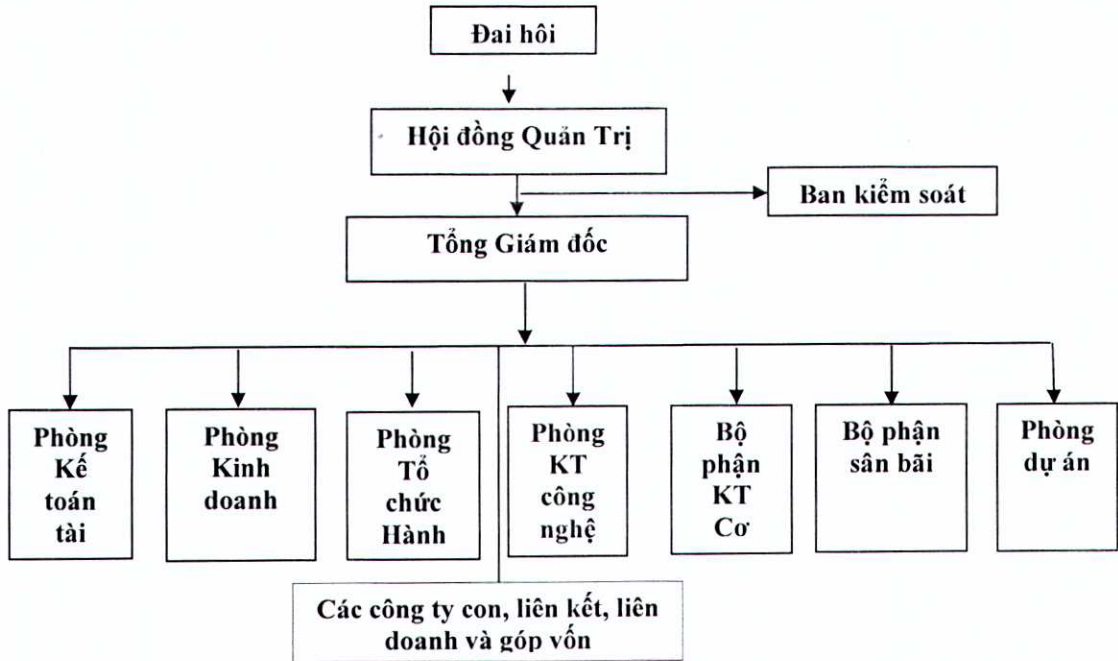 Đai hôi
Hội đồng Quản Trị
Ban kiểm soát
Tổng Giám đốc
Phòng
Kế
toán
tài
Phòng
Kinh
doanh
Phòng
Tổ
chức
Hành
Phòng
KT
công
nghệ
Bộ
phận
KT
Cơ
Bộ phận
sân bãi
Phòng
dự án
Các công ty con, liên kết, liên
doanh và góp vốn